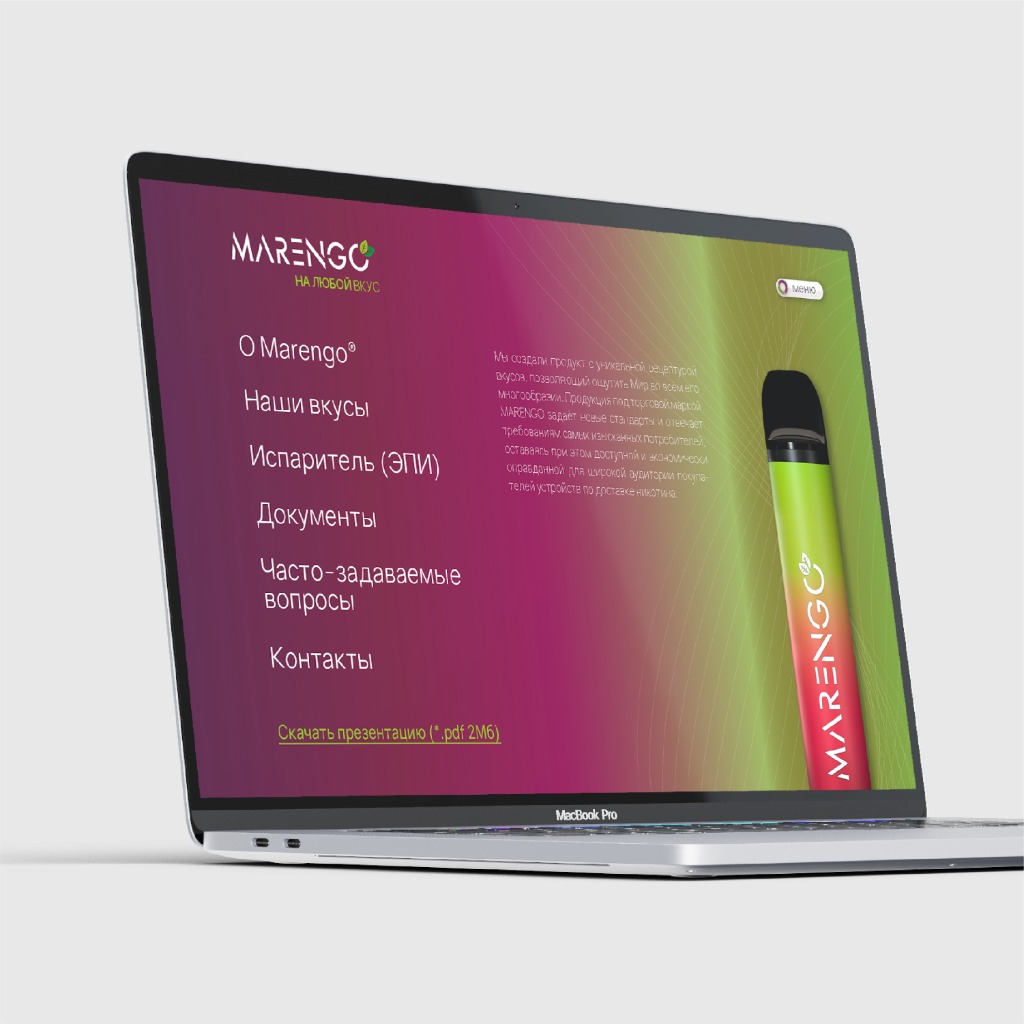 MARENGO
НА ЛЮБОЙ ВКУС
меню
О Marengo®
Наши вкусы
Испаритель (ЭПИ)
Документы
Часто-задаваемые
вопросы
Контакты
Скачать презентацию (*.pdf 2Мб)
Мы создали продукт с уникальной рецептурой
вкусов, позволяющий ощутить Мир во всем его
многообразии. Продукция под торговой маркой
MARENGO задаёт новые стандарты и отвечает
требованиям самых изысканных потребителей,
оставаясь при этом доступной и экономически
оправданной для широкой аудитории покупа-
телей устройств по доставке никотина.
MARENGO
MacBook Pro